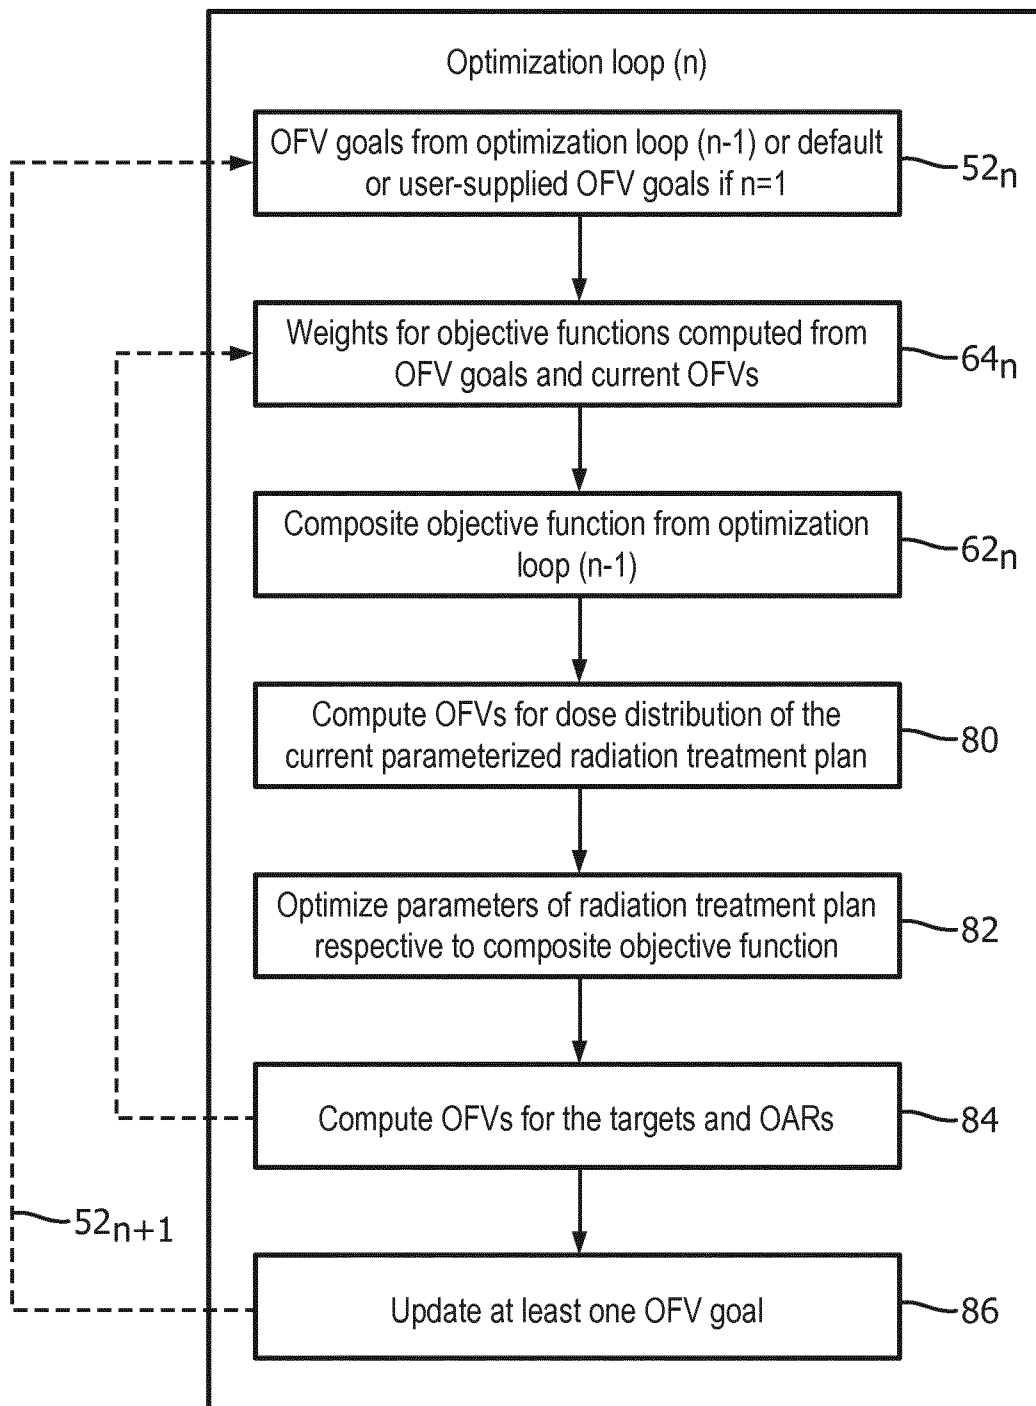 Optimization loop (n)
OFV goals from optimization loop (n-1) or default
or user-supplied OFV goals if n=1
52n
Weights for objective functions computed from
OFV goals and current OFVs
64n
Composite objective function from optimization
loop (n-1)
62n
Compute OFVs for dose distribution of the
current parameterized radiation treatment plan
80
Optimize parameters of radiation treatment plan
respective to composite objective function
82
Compute OFVs for the targets and OARs
84
52n+1
Update at least one OFV goal
86